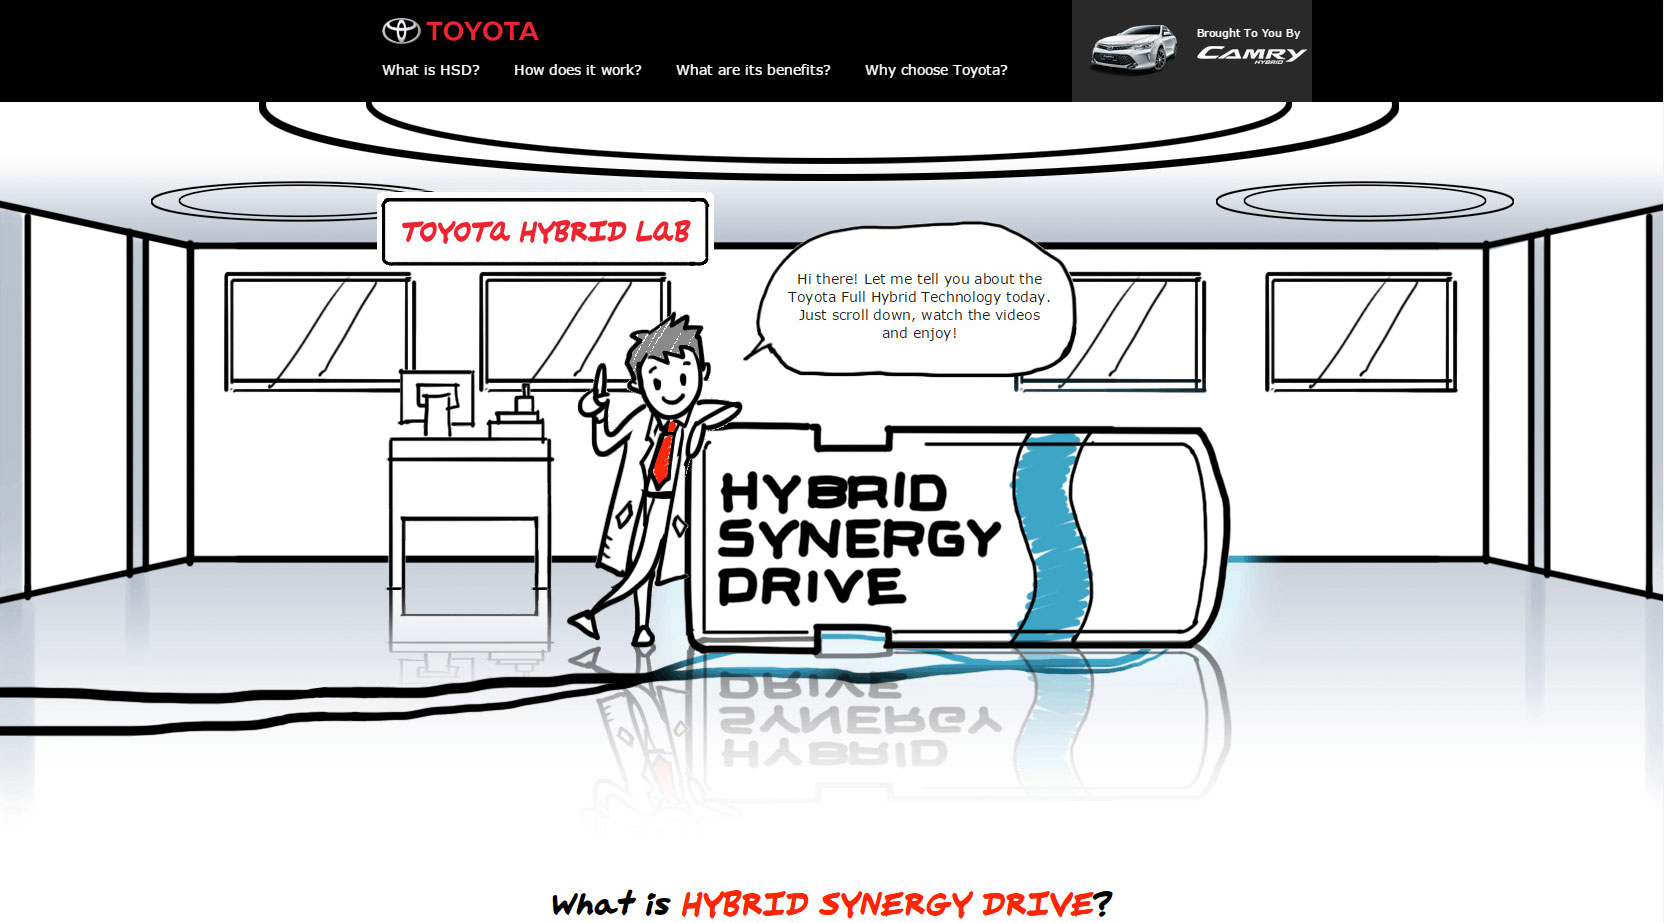 TOYOTA
What is HSD? How does it work? What are its benefits? Why choose Toyota?
Brought To You By
CAMRY
HYBRID
TOYOTA HYBRID LAB
Hi there! Let me tell you about the
Toyota Full Hybrid Technology today.
Just scroll down, watch the videos
and enjoy!
HYBRID
SYNERGY
DRIVE
What is HYBRID SYNERGY DRIVE?